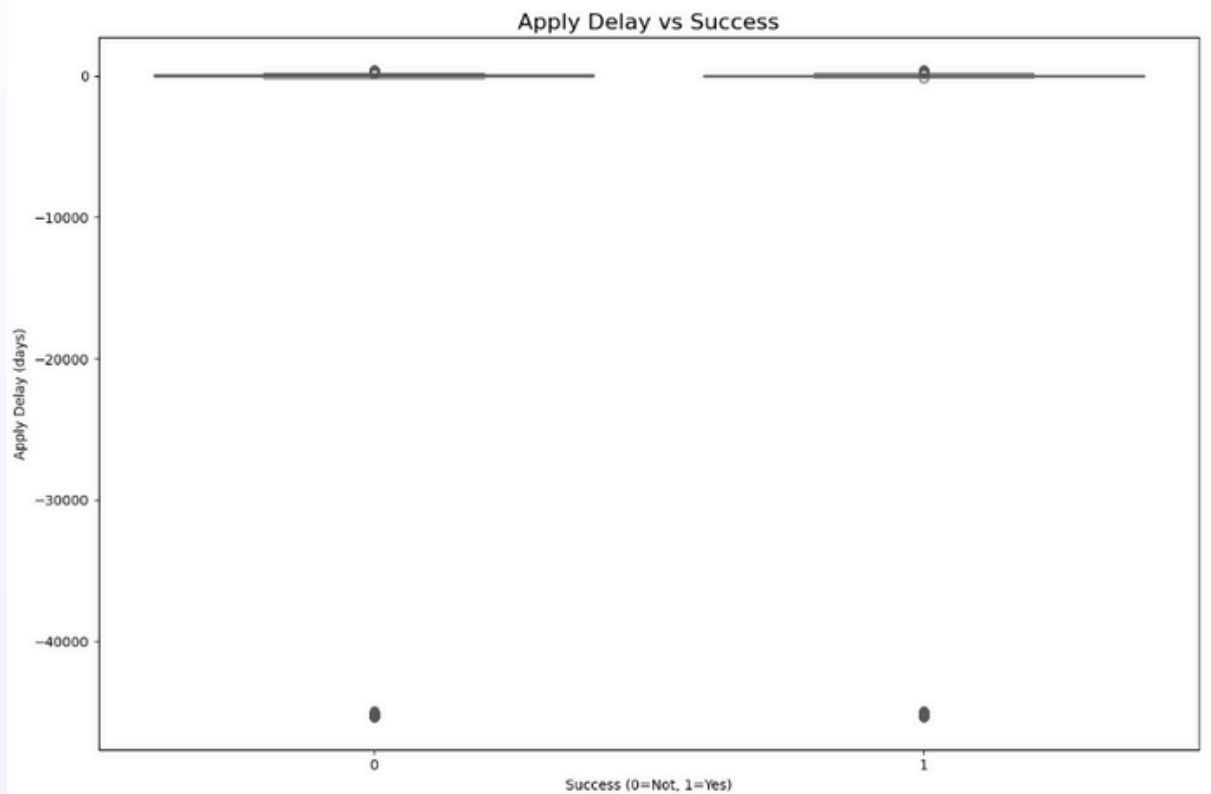 Apply Delay vs Success
0
−10000
−20000
−30000
−40000
Apply Delay (days)
0
1
Success (0=Not, 1=Yes)